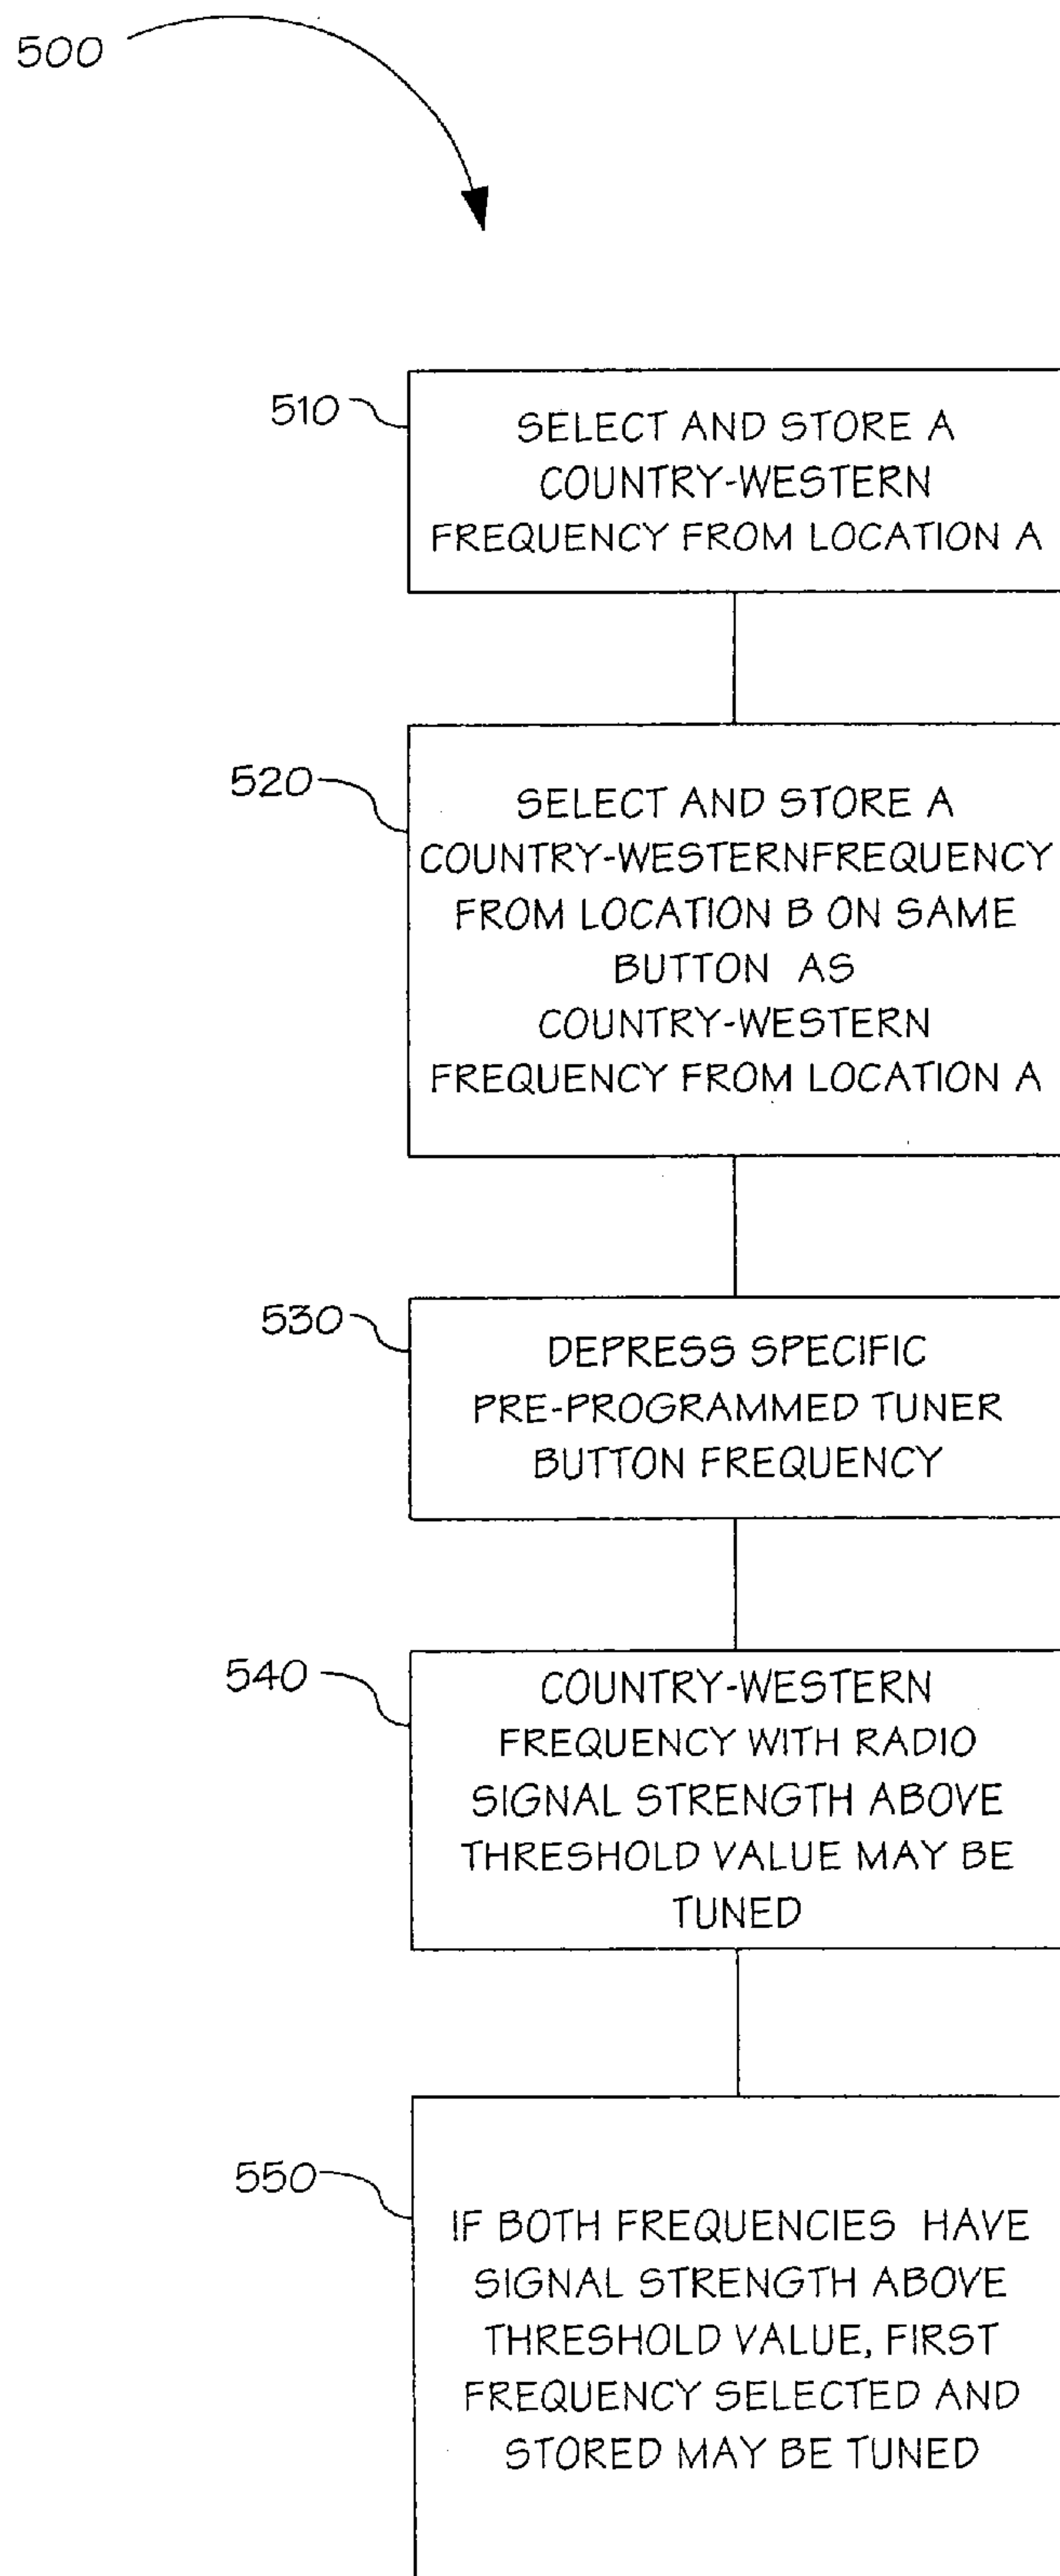 500
510
SELECT AND STORE A
COUNTRY-WESTERN
FREQUENCY FROM LOCATION A
520
SELECT AND STORE A
COUNTRY-WESTERNFREQUENCY
FROM LOCATION B ON SAME
BUTTON AS
COUNTRY-WESTERN
FREQUENCY FROM LOCATION A
530
DEPRESS SPECIFIC
PRE-PROGRAMMED TUNER
BUTTON FREQUENCY
540
COUNTRY-WESTERN
FREQUENCY WITH RADIO
SIGNAL STRENGTH ABOVE
THRESHOLD VALUE MAY BE
TUNED
550
IF BOTH FREQUENCIES HAVE
SIGNAL STRENGTH ABOVE
THRESHOLD VALUE, FIRST
FREQUENCY SELECTED AND
STORED MAY BE TUNED